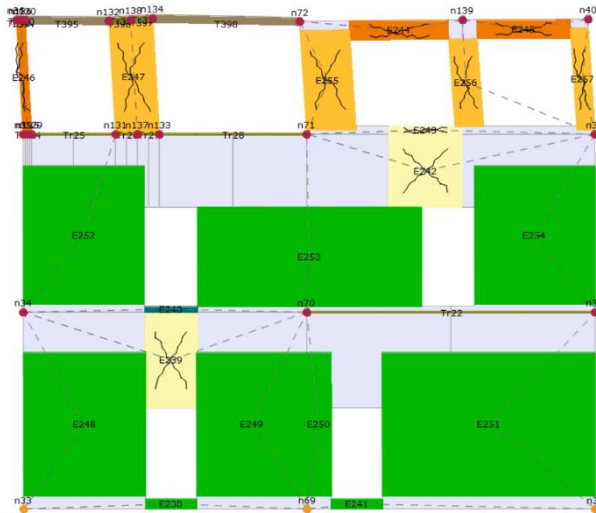 n132 n138 n134 n72 n139 n40
T395 T398
E244 E245
E246 E247 E255 E256 E257
n131 n137 n133 n71
Tr25 Tr28
E243
E242
E252 E253 E254
n34 n70
E240
Tr22
E239
E248 E249 E250 E251
n33 n69
E241